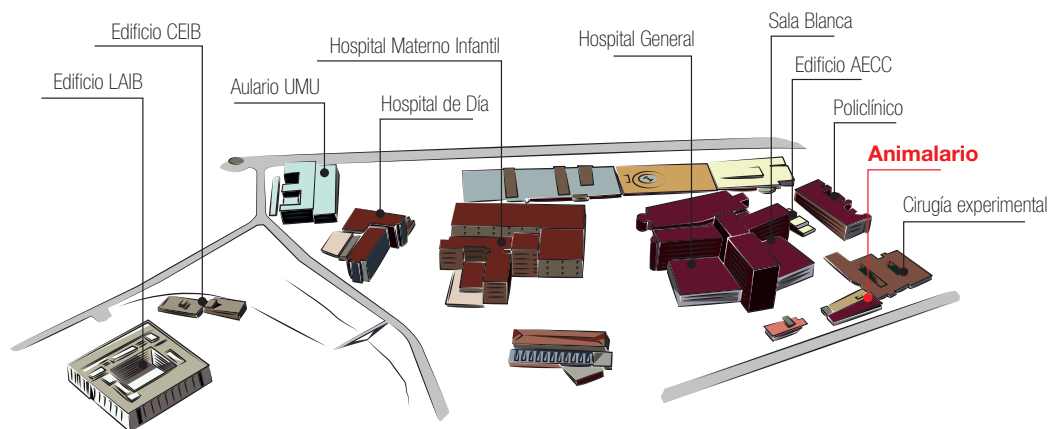 Edificio CEIB
Edificio LAIB
Aulario UMU
Hospital Materno Infantil
Hospital de Día
Hospital General
Sala Blanca
Edificio AECC
Policlínico
Animalario
Cirugía experimental